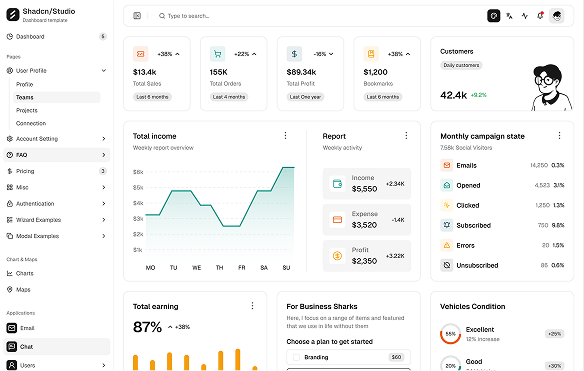 Shadcn/Studio
Dashboard template
Dashboard
5
Pages
User Profile
Profile
Teams
Projects
Connection
Account Setting
FAQ
Pricing
3
Misc
Authentication
Wizard Examples
Modal Examples
Chart & Maps
Charts
Maps
Applications
Email
Chat
Users
Type to search...
+38%
$13.4k
Total Sales
Last 6 months
+22%
155K
Total Orders
Last 4 months
-16%
$89.34k
Total Profit
Last One year
+38%
$1,200
Bookmarks
Last 6 months
Customers
Daily customers
42.4k
+9.2%
Total income
Weekly report overview
$6k
$5k
$4k
$3k
$2k
$1k
MO
TU
WE
TH
FR
SA
SU
Report
Weekly activity
Income
$5,550
+2.34K
Expense
$3,520
-1.4K
Profit
$2,350
+3.22K
Monthly campaign state
7.58k Social Visitors
Emails
14,250 0.3%
Opened
4,523 3.1%
Clicked
1,250 1.3%
Subscribed
750 9.8%
Errors
20 1.5%
Unsubscribed
86 0.6%
Total earning
87%
+38%
For Business Sharks
Here, I focus on a range of items and featured
that we use in life without them
Choose a plan to get started
Branding
$60
Vehicles Condition
55%
Excellent
12% increase
+25%
20%
Good
+30%